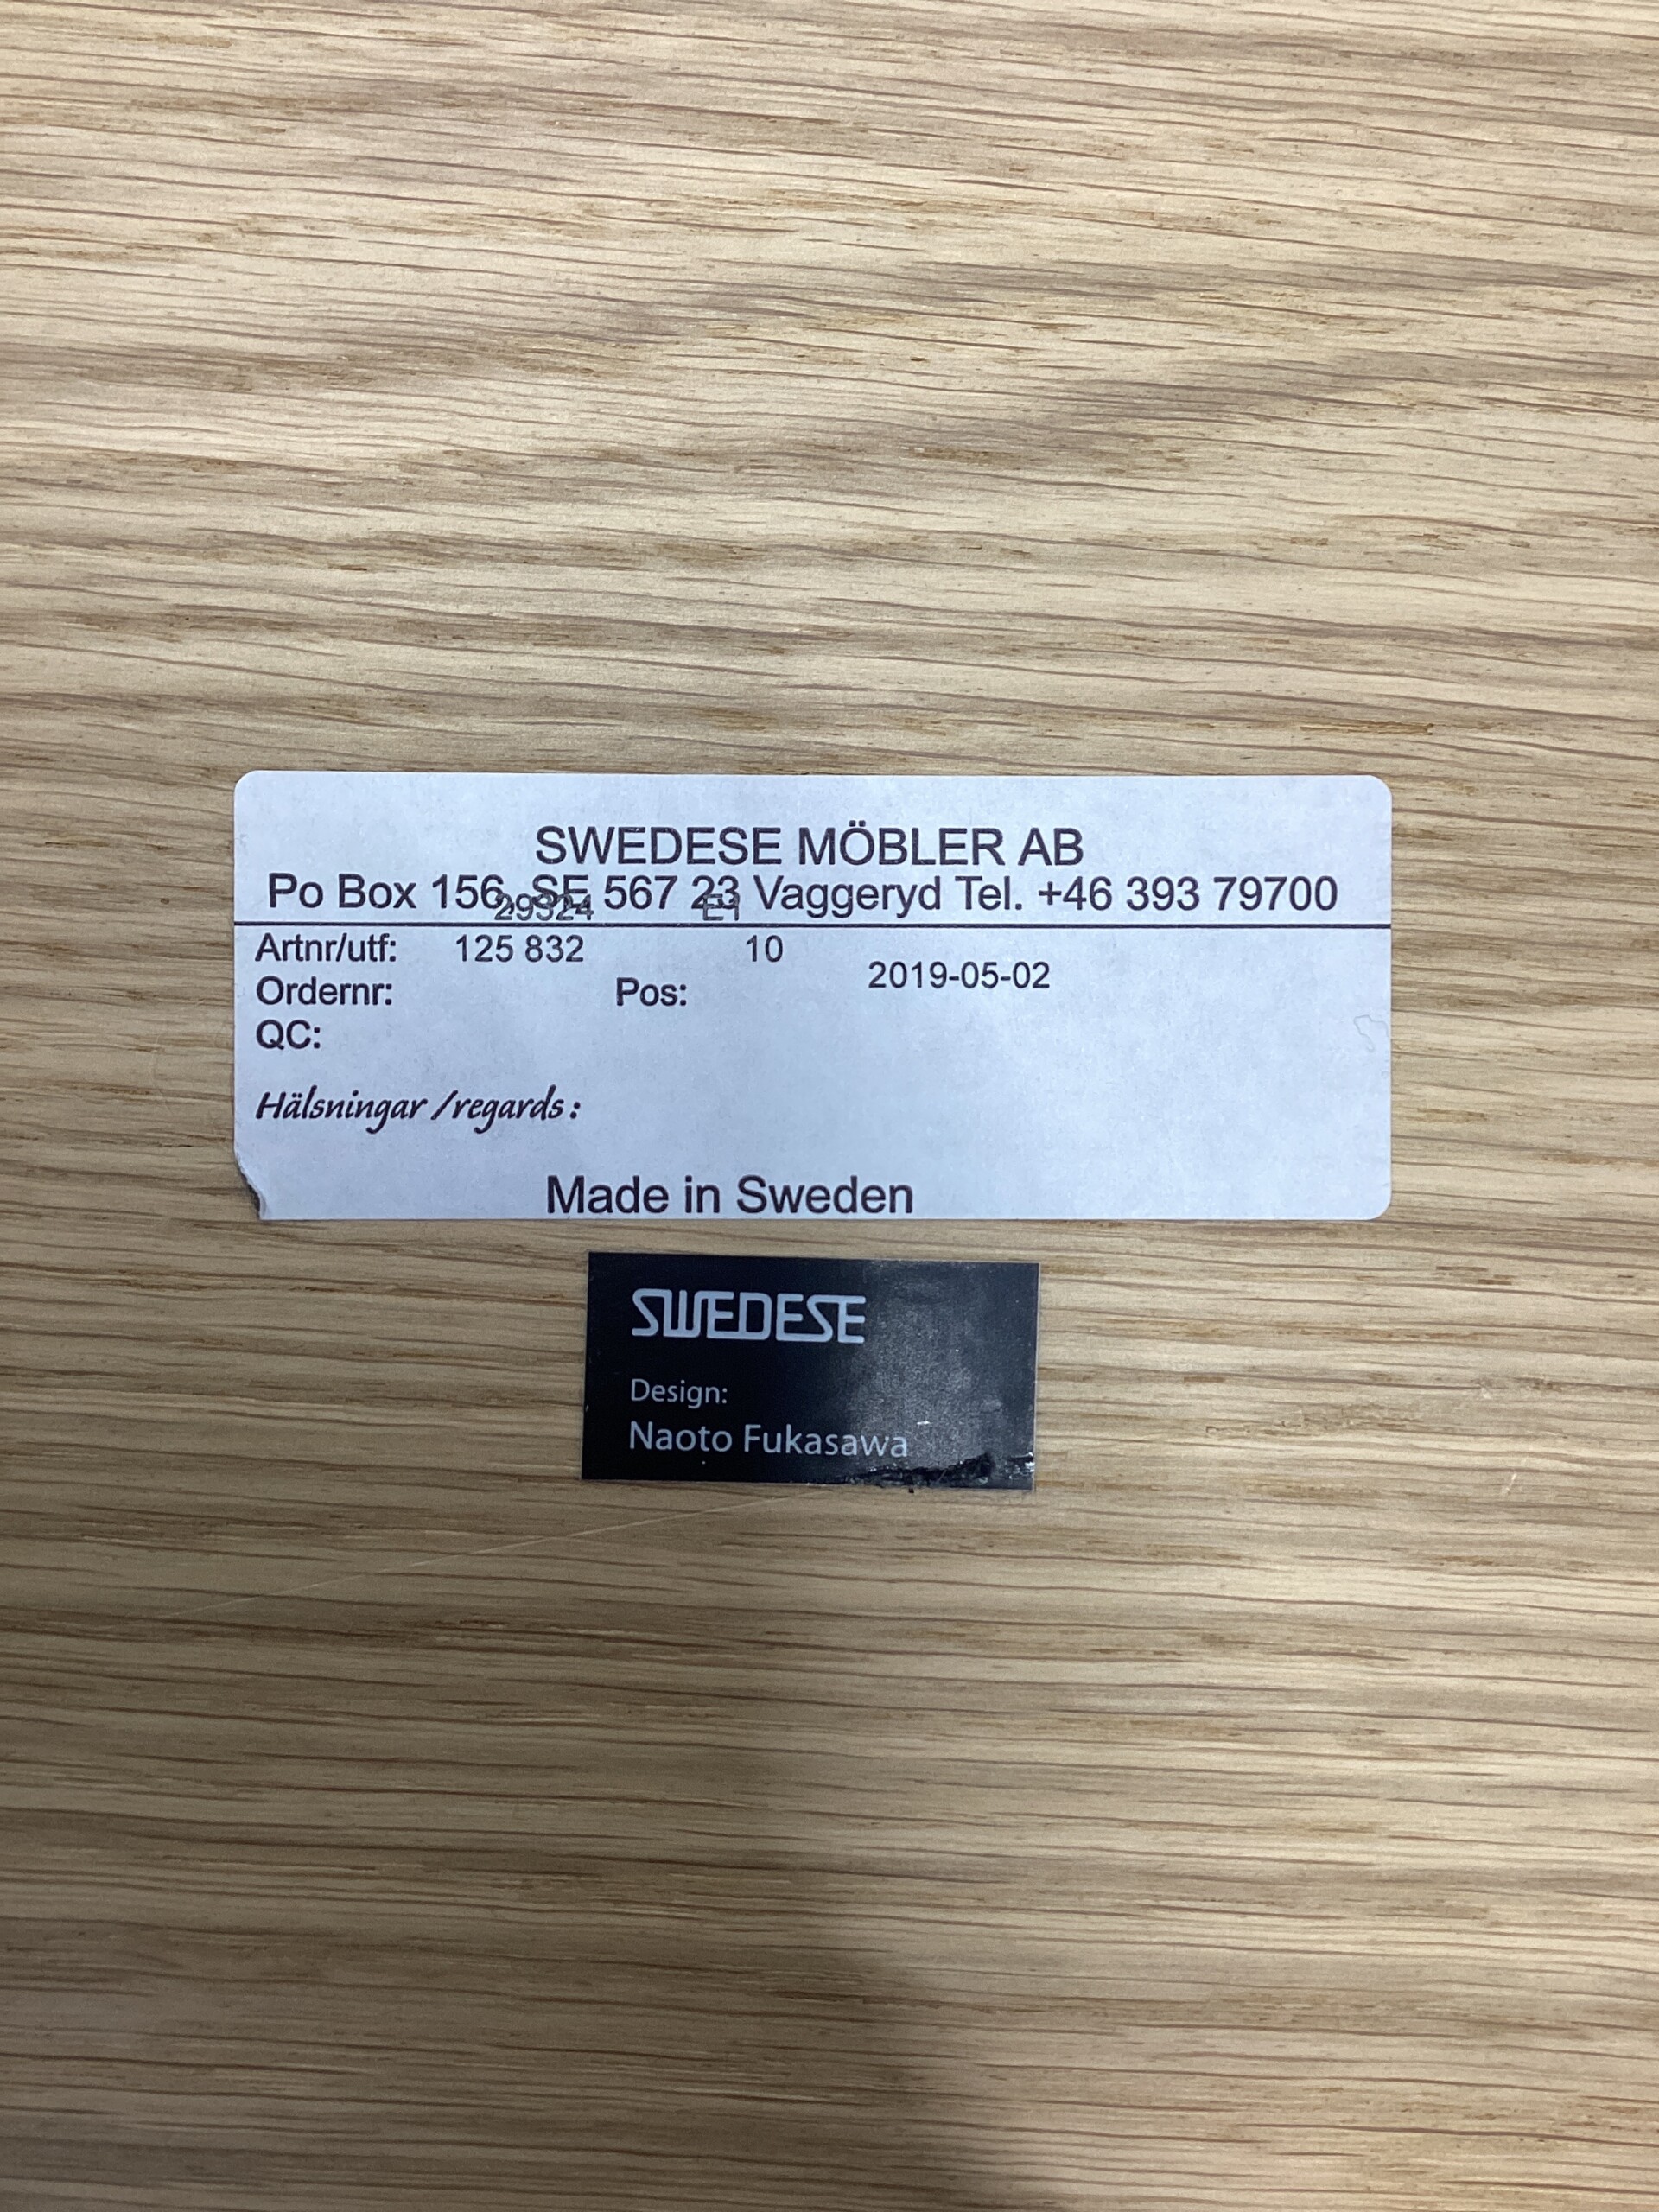 SWEDESE MÖBLER AB
Po Box 156, SE 567 23 Vaggeryd Tel. +46 393 79700
29324 E1
Artnr/utf: 125 832 10
2019-05-02
Ordernr: Pos:
QC:
Hälsningar /regards:
Made in Sweden
SWEDESE
Design:
Naoto Fukasawa